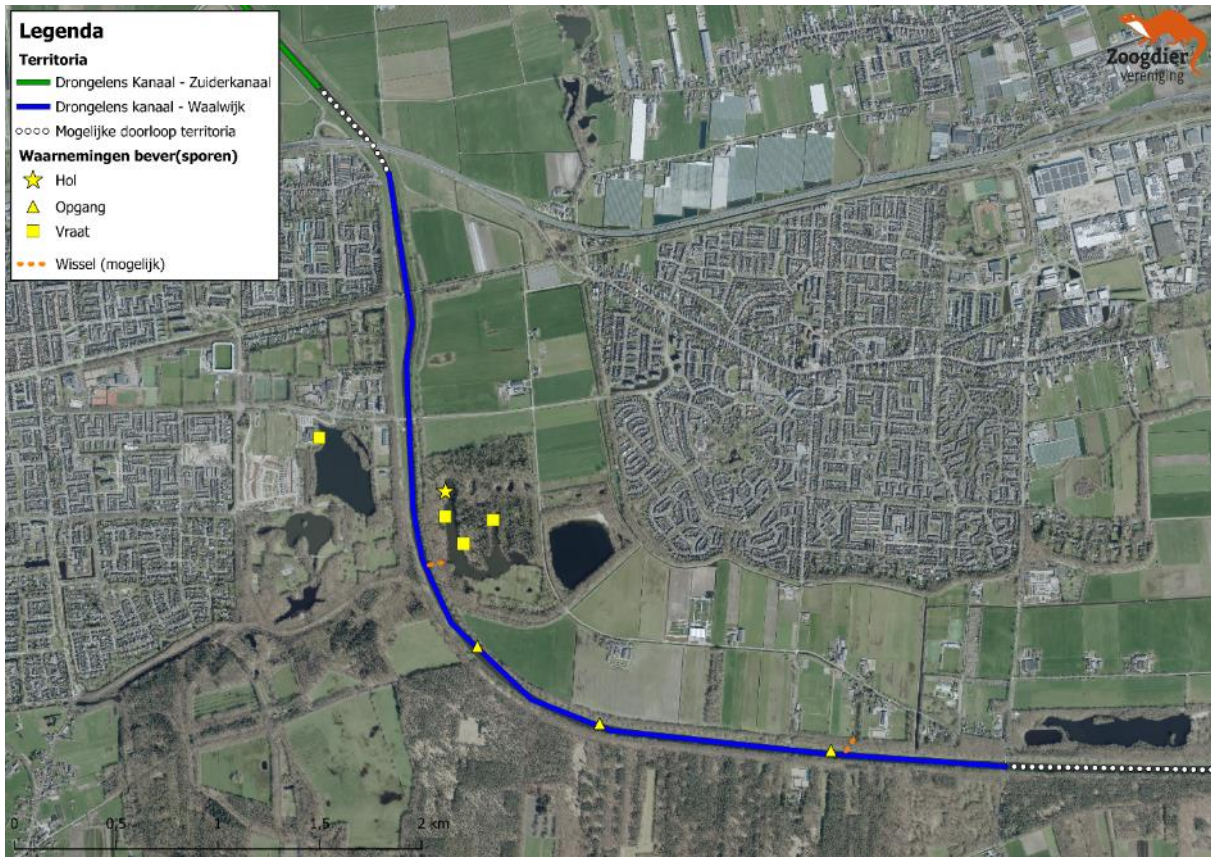 Legenda
Territoria
Drongelens Kanaal - Zuiderkanaal
Drongelens kanaal - Waalwijk
Mogelijke doorloop territoria
Waarnemingen bever(sporen)
Hol
Opgang
Vraat
Wissel (mogelijk)
Zoogdier
vereniging
0 0,5 1 1,5 2 km